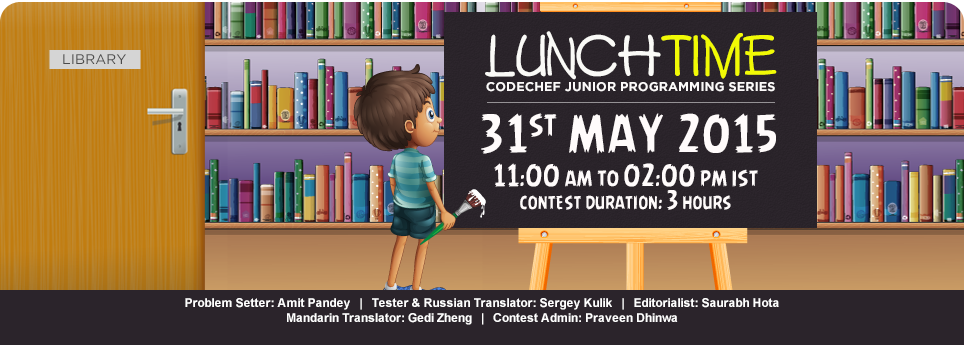 LIBRARY
LUNCHTIME
CODECHEF JUNIOR PROGRAMMING SERIES
31ST MAY 2015
11:00 AM TO 02:00 PM IST
CONTEST DURATION: 3 HOURS
Problem Setter: Amit Pandey | Tester & Russian Translator: Sergey Kulik | Editorialist: Saurabh Hota
Mandarin Translator: Gedi Zheng | Contest Admin: Praveen Dhinwa